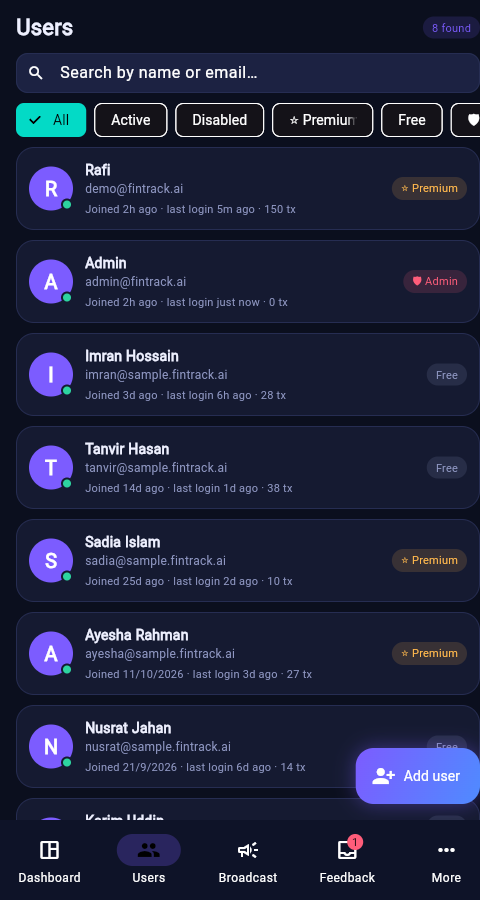 Users
8 found
Search by name or email...
All
Active
Disabled
Premium
Free
R
Rafi
demo@fintrack.ai
Joined 2h ago · last login 5m ago · 150 tx
Premium
A
Admin
admin@fintrack.ai
Joined 2h ago · last login just now · 0 tx
Admin
I
Imran Hossain
imran@sample.fintrack.ai
Joined 3d ago · last login 6h ago · 28 tx
Free
T
Tanvir Hasan
tanvir@sample.fintrack.ai
Joined 14d ago · last login 1d ago · 38 tx
Free
S
Sadia Islam
sadia@sample.fintrack.ai
Joined 25d ago · last login 2d ago · 10 tx
Premium
A
Ayesha Rahman
ayesha@sample.fintrack.ai
Joined 11/10/2026 · last login 3d ago · 27 tx
Premium
N
Nusrat Jahan
nusrat@sample.fintrack.ai
Joined 21/9/2026 · last login 6d ago · 14 tx
Free
Add user
Karim Uddin
1
Dashboard
Users
Broadcast
Feedback
More